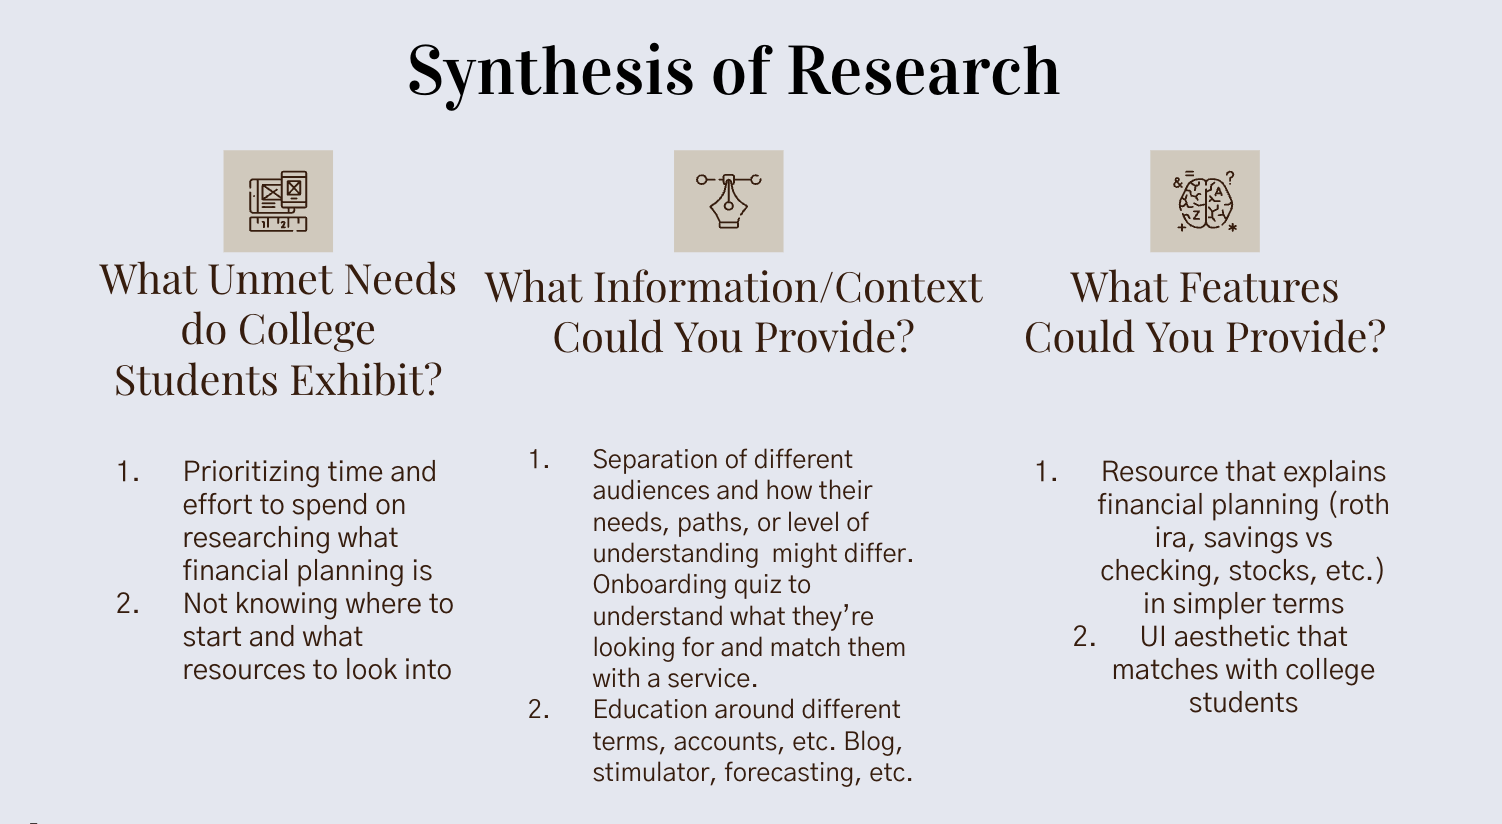 Synthesis of Research
What Unmet Needs
do College
Students Exhibit?
1. Prioritizing time and
effort to spend on
researching what
financial planning is
2. Not knowing where to
start and what
resources to look into
What Information/Context
Could You Provide?
1. Separation of different
audiences and how their
needs, paths, or level of
understanding  might differ.
Onboarding quiz to
understand what they’re
looking for and match them
with a service.
2. Education around different
terms, accounts, etc. Blog,
stimulator, forecasting, etc.
& = ? A Z + *
What Features
Could You Provide?
1. Resource that explains
financial planning (roth
ira, savings vs
checking, stocks, etc.)
in simpler terms
2. UI aesthetic that
matches with college
students